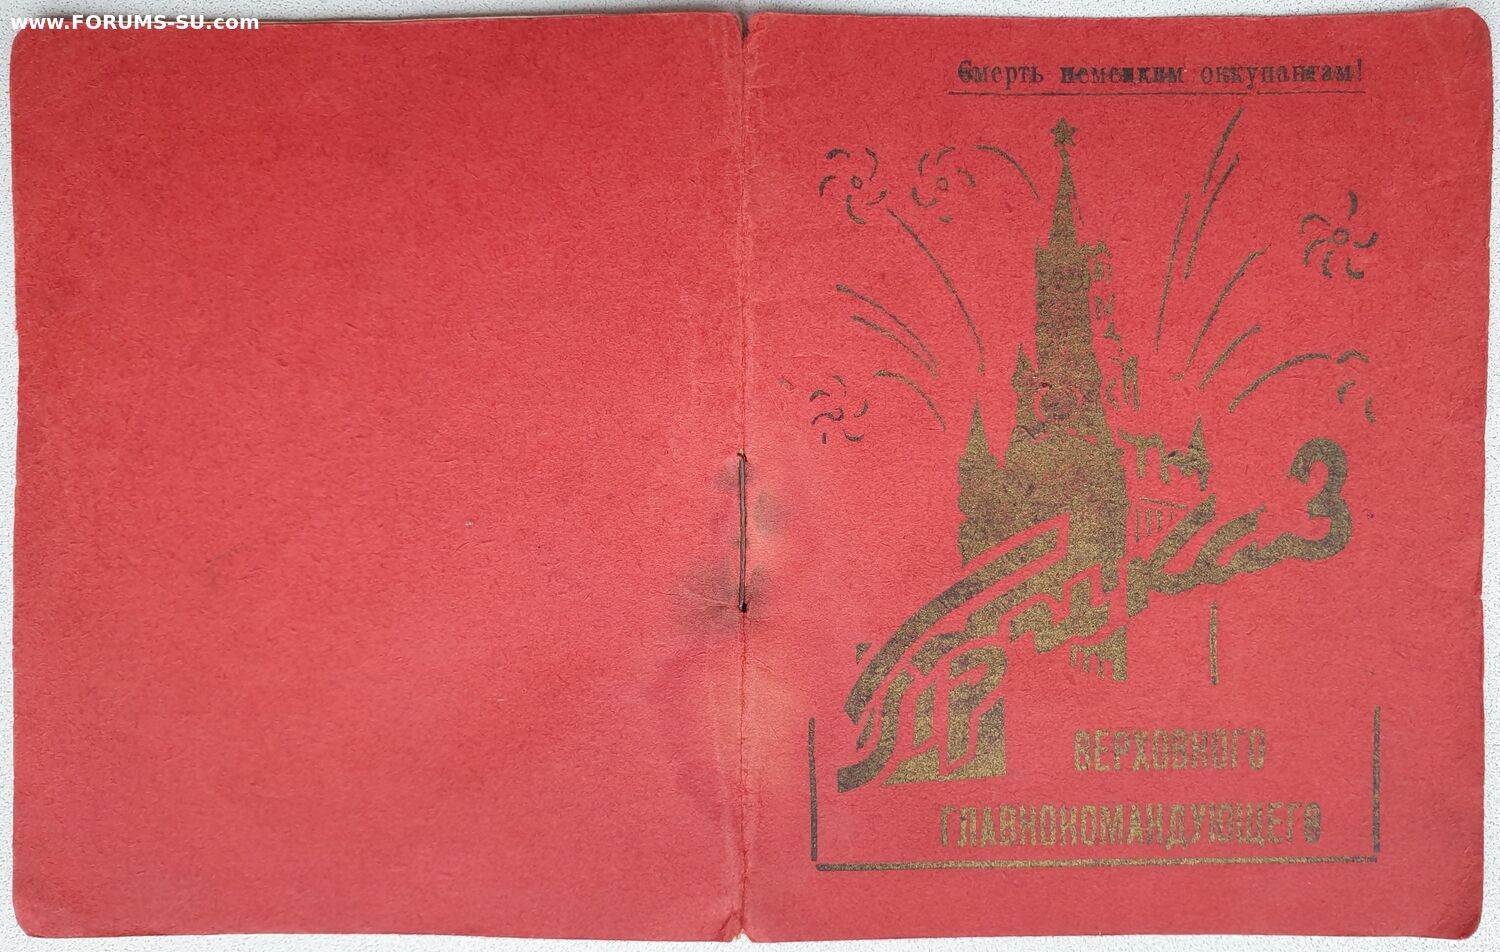 www.FORUMS-SU.com
Смерть немецким оккупантам!
Приказ
ВЕРХОВНОГО
ГЛАВНОКОМАНДУЮЩЕГО